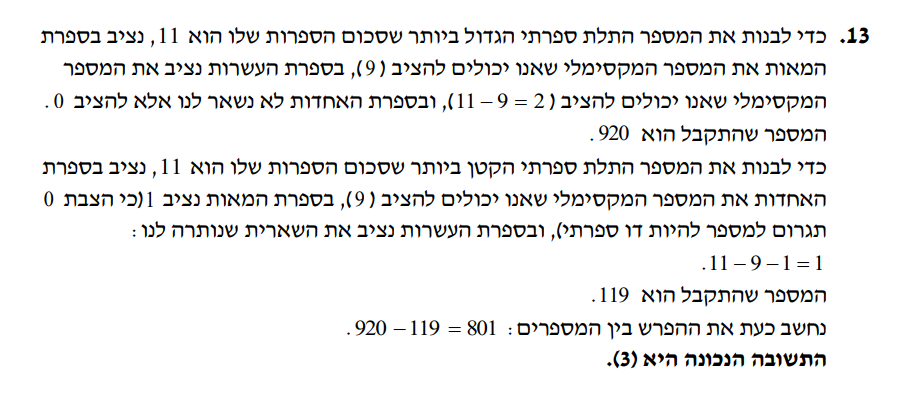 13. כדי לבנות את המספר התלת ספרתי הגדול ביותר שסכום הספרות שלו הוא 11, נציב בספרת
המאות את המספר המקסימלי שאנו יכולים להציב (9), בספרת העשרות נציב את המספר
המקסימלי שאנו יכולים להציב (11 – 9 = 2), ובספרת האחדות לא נשאר לנו אלא להציב 0.
המספר שהתקבל הוא 920.
כדי לבנות את המספר התלת ספרתי הקטן ביותר שסכום הספרות שלו הוא 11, נציב בספרת
האחדות את המספר המקסימלי שאנו יכולים להציב (9), בספרת המאות נציב 1(כי הצבת 0
תגרום למספר להיות דו ספרתי), ובספרת העשרות נציב את השארית שנותרה לנו:
11 – 9 – 1 = 1.
המספר שהתקבל הוא 119.
נחשב כעת את ההפרש בין המספרים: 920 – 119 = 801.
התשובה הנכונה היא (3).